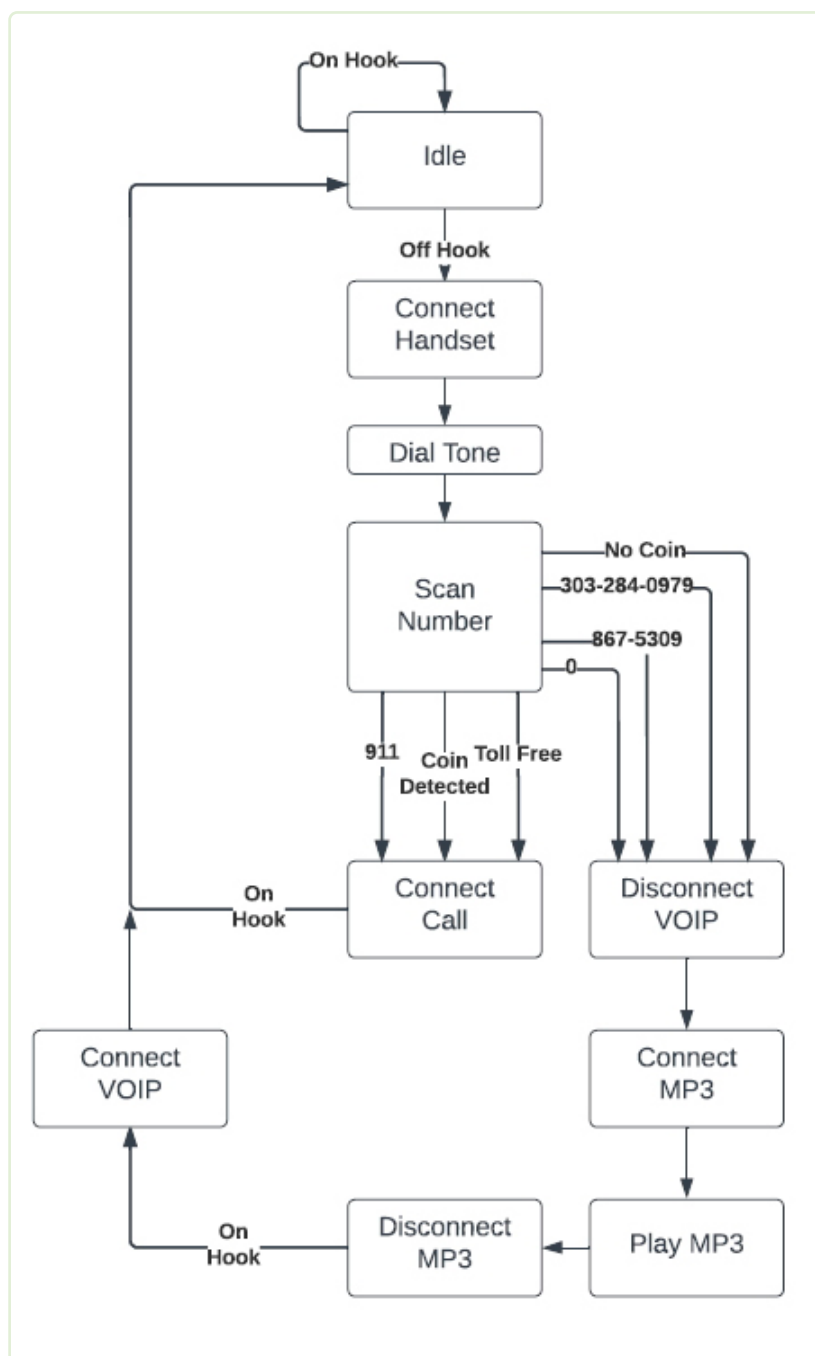 On Hook
Idle
Off Hook
Connect
Handset
Dial Tone
Scan
Number
No Coin
303-284-0979
867-5309
0
911
Coin
Detected
Toll Free
Connect
Call
Disconnect
VOIP
On
Hook
Connect
VOIP
Connect
MP3
Disconnect
MP3
Play MP3
On
Hook